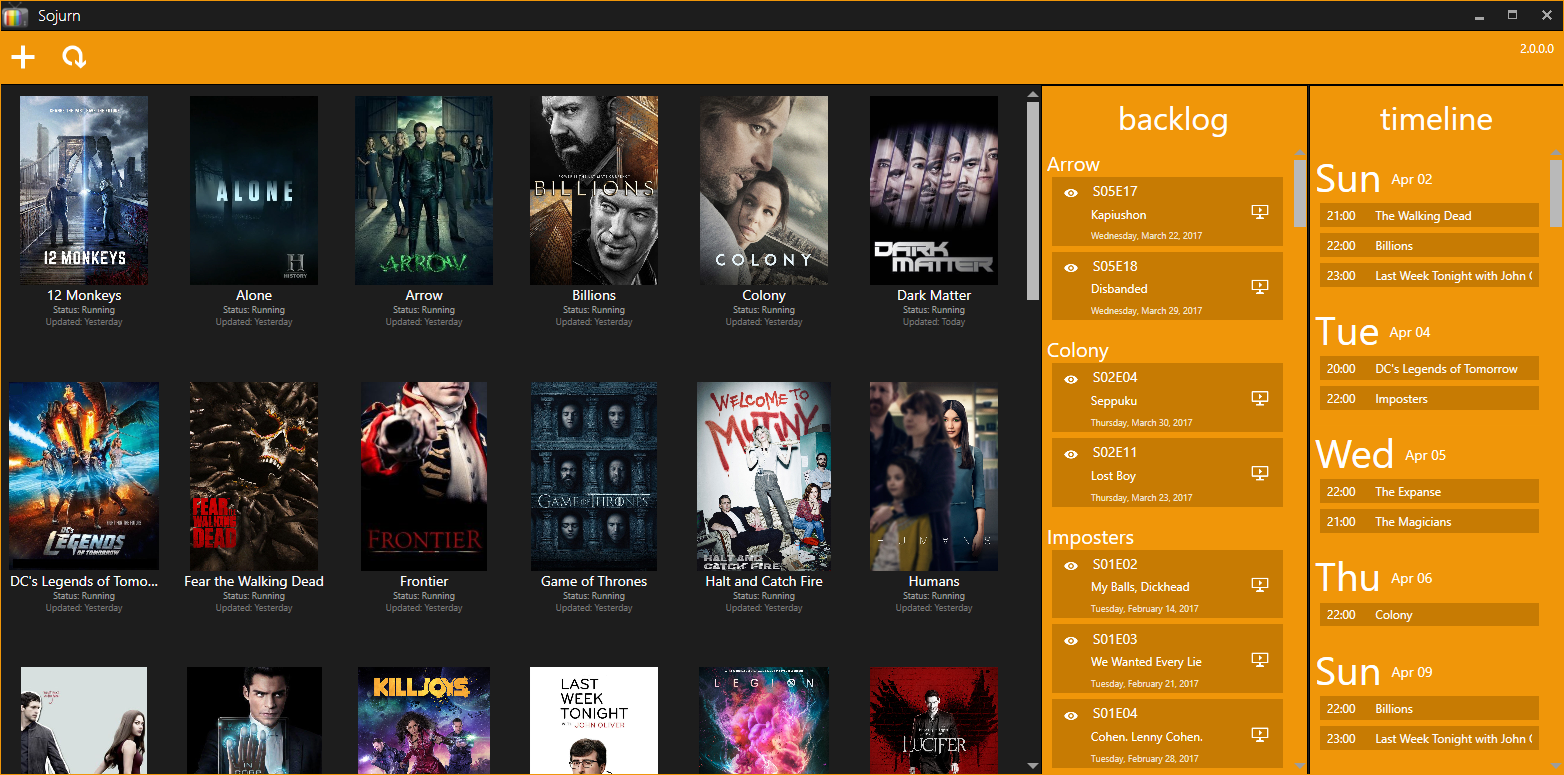 Sojurn
2.0.0.0
12 MONKEYS
ALONE
H
HISTORY
ARROW
BILLIONS
COLONY
DARK
MATTER
12 Monkeys
Status: Running
Updated: Yesterday
Alone
Status: Running
Updated: Yesterday
Arrow
Status: Running
Updated: Yesterday
Billions
Status: Running
Updated: Yesterday
Colony
Status: Running
Updated: Yesterday
Dark Matter
Status: Running
Updated: Today
DC's
LEGENDS
OF TOMORROW
FEAR
THE
WALKING
DEAD
FRONTIER
GAME OF THRONES
WELCOME TO
MUTINY
HALT AND
CATCH FIRE
HUMANS
DC's Legends of Tomo...
Status: Running
Updated: Yesterday
Fear the Walking Dead
Status: Running
Updated: Yesterday
Frontier
Status: Running
Updated: Yesterday
Game of Thrones
Status: Running
Updated: Yesterday
Halt and Catch Fire
Status: Running
Updated: Yesterday
Humans
Status: Running
Updated: Yesterday
KILLJOYS
LAST
WEEK
TONIGHT
WITH JOHN OLIVER
LEGION
LUCIFER
backlog
Arrow
S05E17
Kapiushon
Wednesday, March 22, 2017
S05E18
Disbanded
Wednesday, March 29, 2017
Colony
S02E04
Seppuku
Thursday, March 30, 2017
S02E11
Lost Boy
Thursday, March 23, 2017
Imposters
S01E02
My Balls, Dickhead
Tuesday, February 14, 2017
S01E03
We Wanted Every Lie
Tuesday, February 21, 2017
S01E04
Cohen. Lenny Cohen.
Tuesday, February 28, 2017
timeline
Sun Apr 02
21:00 The Walking Dead
22:00 Billions
23:00 Last Week Tonight with John
Tue Apr 04
20:00 DC's Legends of Tomorrow
22:00 Imposters
Wed Apr 05
22:00 The Expanse
21:00 The Magicians
Thu Apr 06
22:00 Colony
Sun Apr 09
22:00 Billions
23:00 Last Week Tonight with John